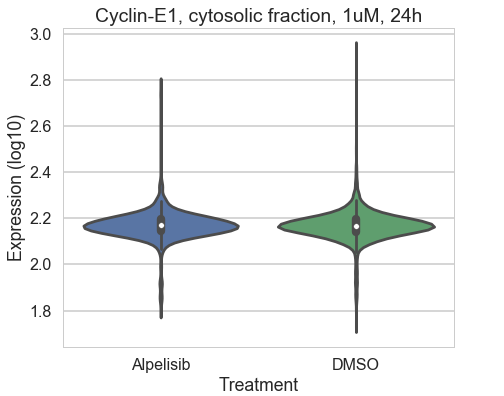 Cyclin-E1, cytosolic fraction, 1uM, 24h
Expression (log10)
3.0
2.8
2.6
2.4
2.2
2.0
1.8
Alpelisib DMSO
Treatment